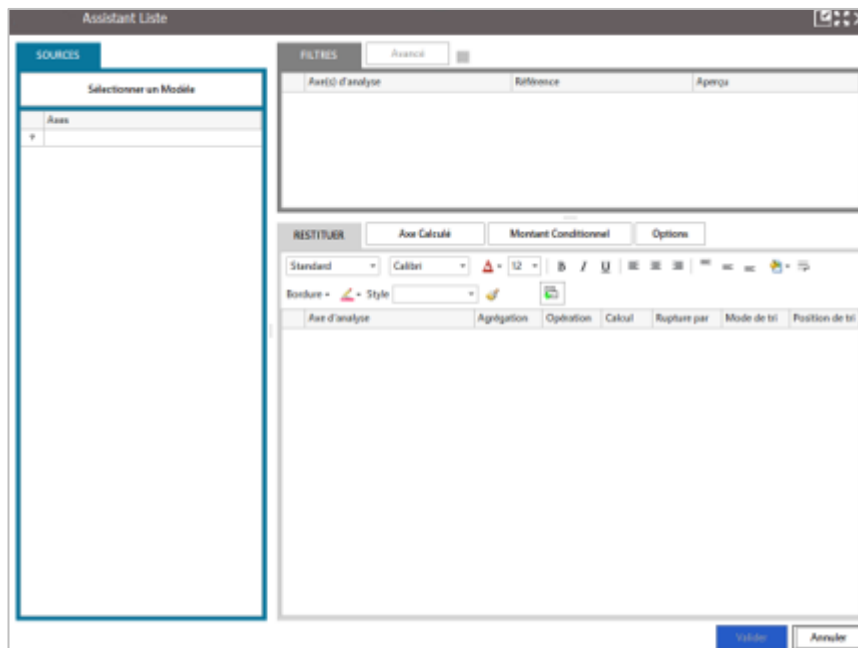 Assistant Liste
SOURCES
Sélectionner un Modèle
Axes
FILTRES Avancé
Axe(s) d'analyse Référence Aperçu
RESTITUER Axe Calculé Montant Conditionnel Options
Standard Calibri A 12 B I U
Bordure Style
Axe d'analyse Agrégation Opération Calcul Rupture par Mode de tri Position de tri
Valider Annuler